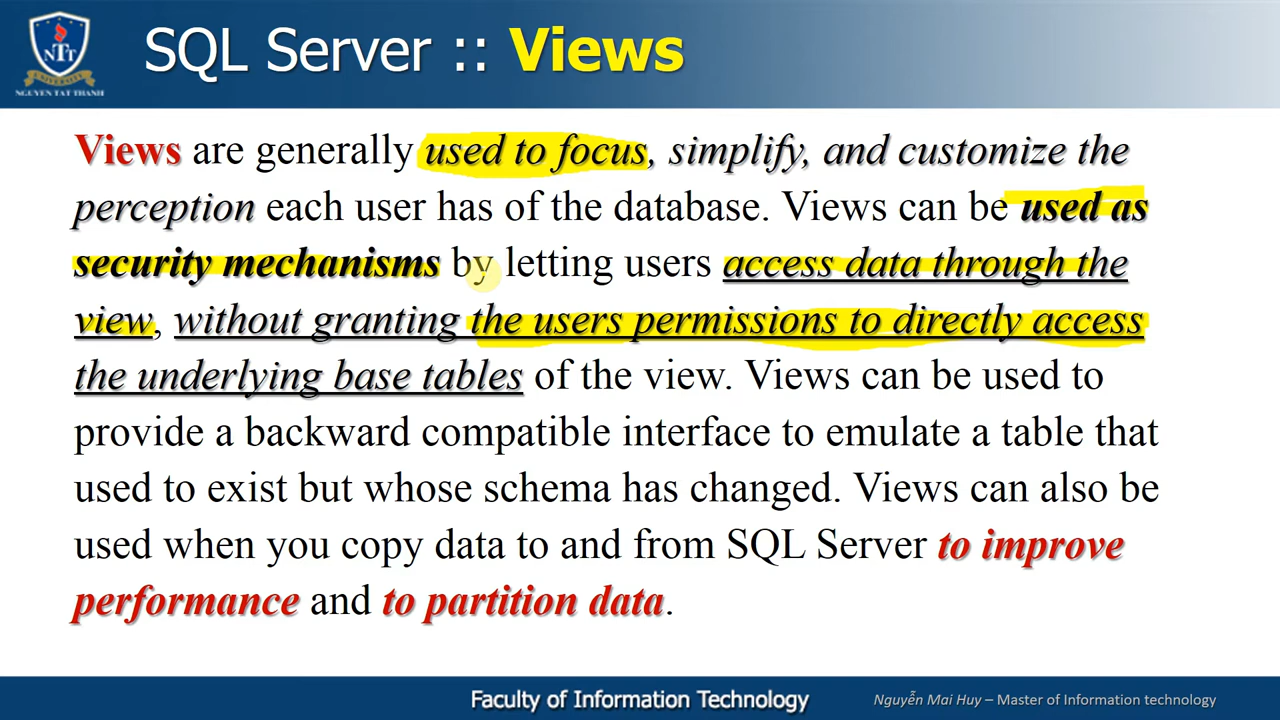 NTT
UNIVERSITY
NGUYEN TAT THANH
SQL Server :: Views
Views are generally used to focus, simplify, and customize the
perception each user has of the database. Views can be used as
security mechanisms by letting users access data through the
view, without granting the users permissions to directly access
the underlying base tables of the view. Views can be used to
provide a backward compatible interface to emulate a table that
used to exist but whose schema has changed. Views can also be
used when you copy data to and from SQL Server to improve
performance and to partition data.
Faculty of Information Technology
Nguyễn Mai Huy – Master of Information technology